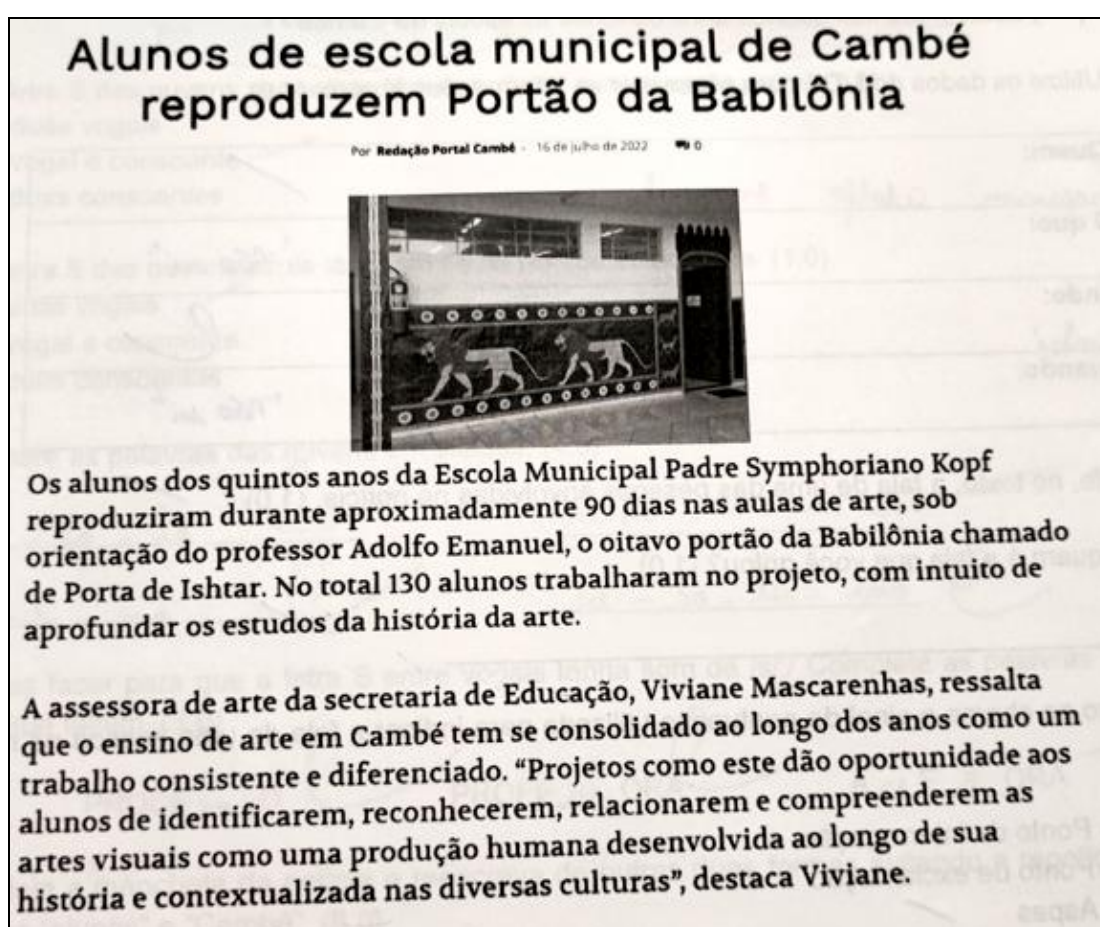 Alunos de escola municipal de Cambé
reproduzem Portão da Babilônia
Por Redação Portal Cambé - 16 de julho de 2022 0
Os alunos dos quintos anos da Escola Municipal Padre Symphoriano Kopf
reproduziram durante aproximadamente 90 dias nas aulas de arte, sob
orientação do professor Adolfo Emanuel, o oitavo portão da Babilônia chamado
de Porta de Ishtar. No total 130 alunos trabalharam no projeto, com intuito de
aprofundar os estudos da história da arte.
A assessora de arte da secretaria de Educação, Viviane Mascarenhas, ressalta
que o ensino de arte em Cambé tem se consolidado ao longo dos anos como um
trabalho consistente e diferenciado. “Projetos como este dão oportunidade aos
alunos de identificarem, reconhecerem, relacionarem e compreenderem as
artes visuais como uma produção humana desenvolvida ao longo de sua
história e contextualizada nas diversas culturas”, destaca Viviane.